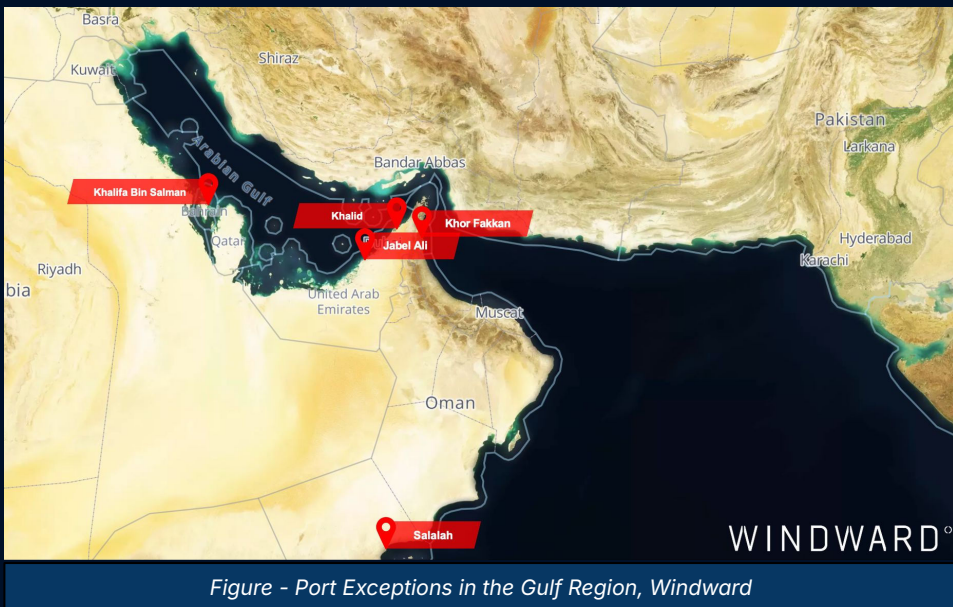 Basra
Kuwait
Shiraz
Pakistan
Larkana
Arabian Gulf
Bandar Abbas
Khalifa Bin Salman
Bahrain
Khalid
Khor Fakkan
Qatar
Jabel Ali
Hyderabad
Karachi
Riyadh
bia
United Arab
Emirates
Muscat
Oman
Salalah
WINDWARD
Figure - Port Exceptions in the Gulf Region, Windward